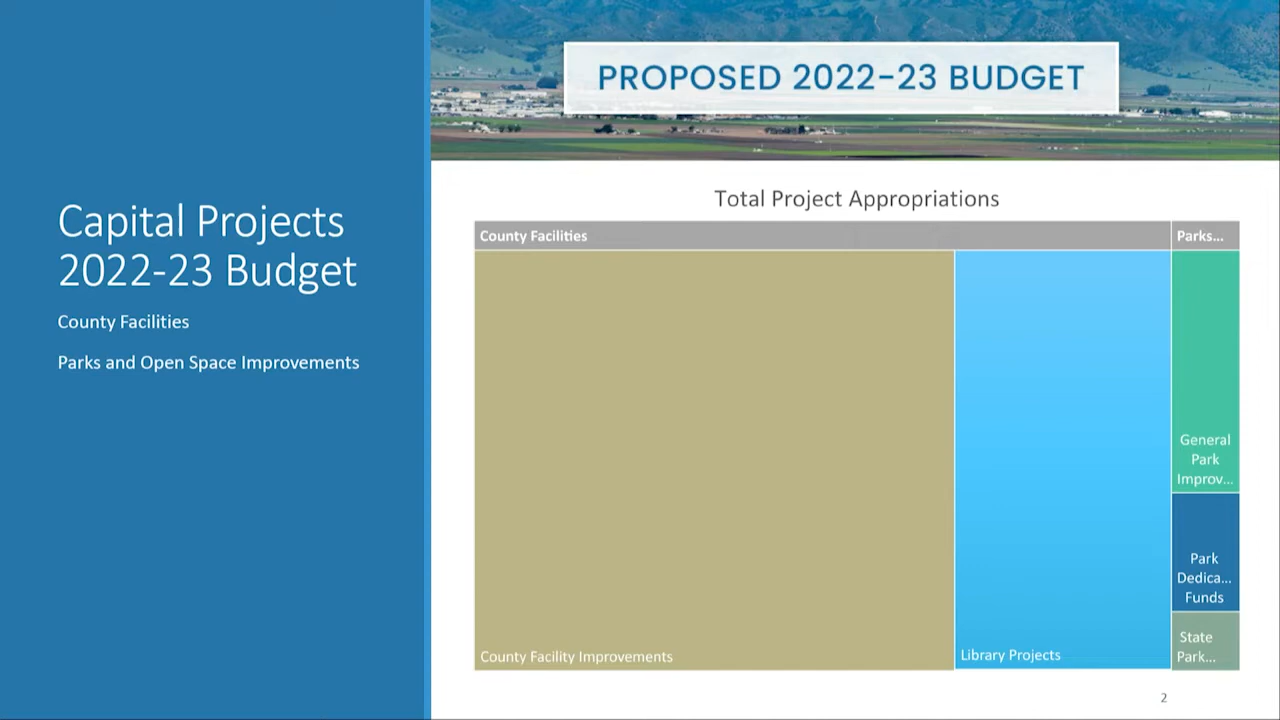 PROPOSED 2022-23 BUDGET
Capital Projects
2022-23 Budget
County Facilities
Parks and Open Space Improvements
Total Project Appropriations
County Facilities
Parks...
General
Park
Improv...
Park
Dedica...
Funds
State
Park...
County Facility Improvements
Library Projects
2